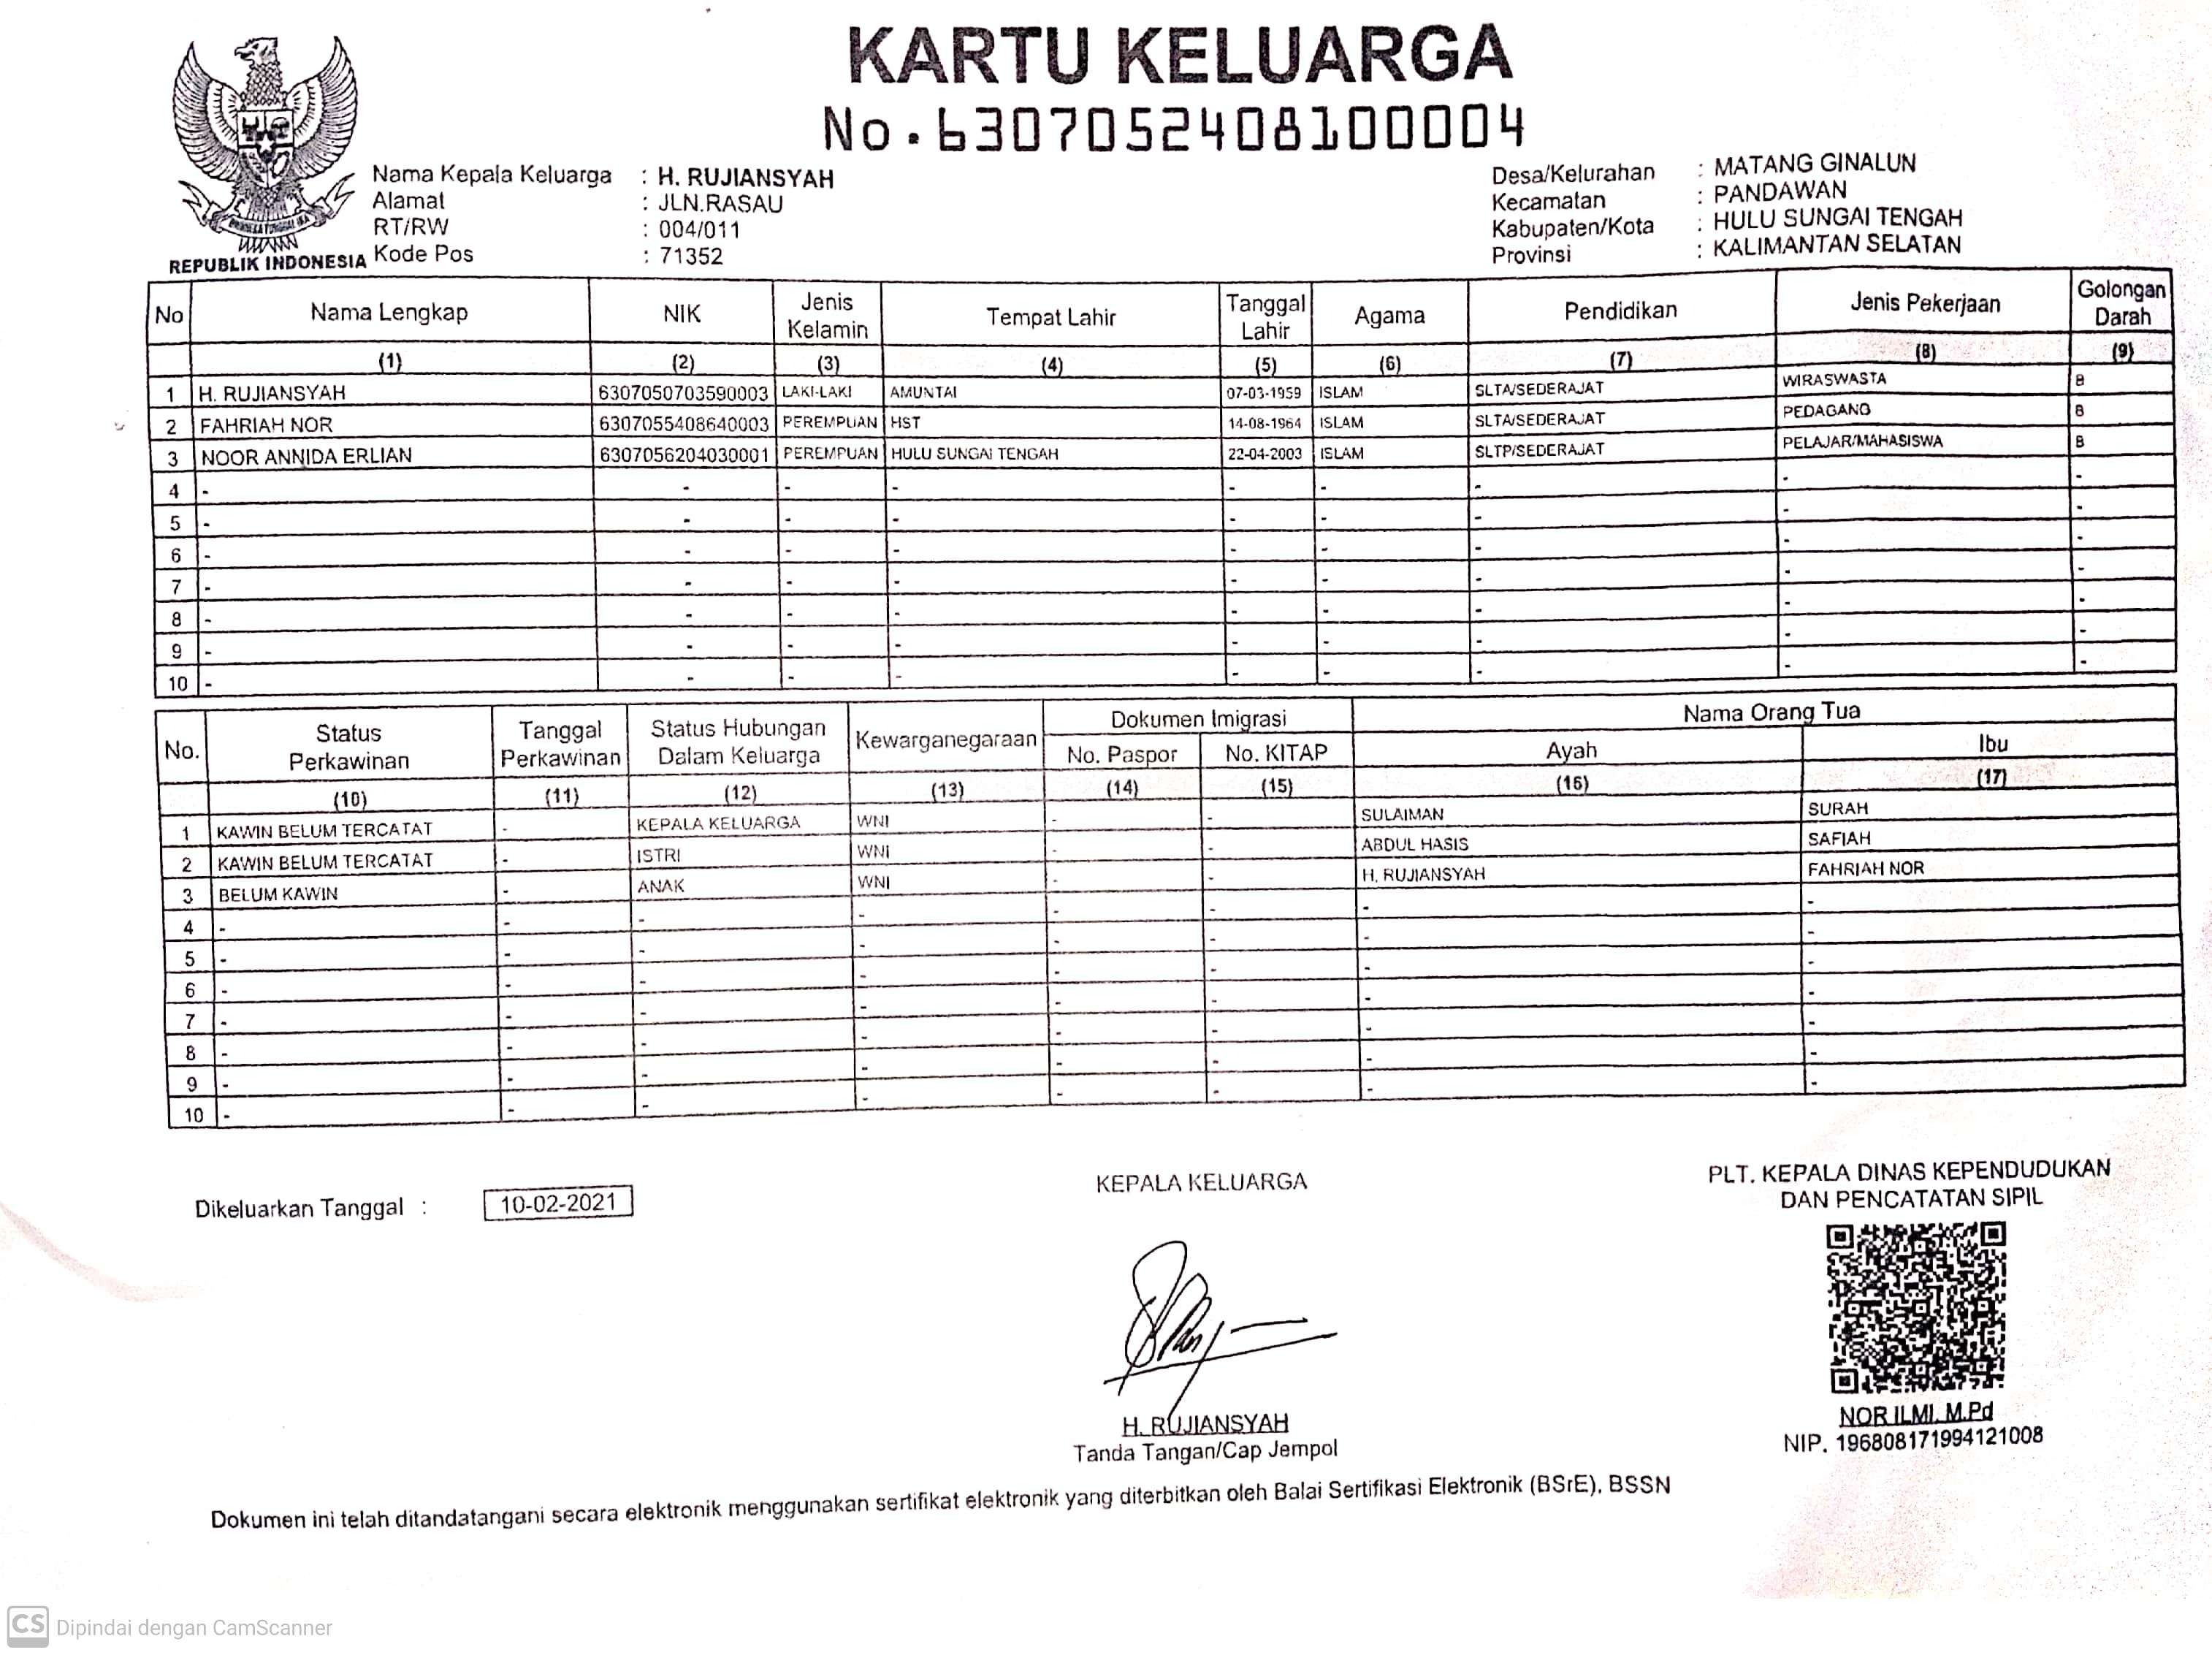 KARTU KELUARGA
No. 6307052408100004
REPUBLIK INDONESIA
Nama Kepala Keluarga : H. RUJIANSYAH
Alamat : JLN.RASAU
RT/RW : 004/011
Kode Pos : 71352
Desa/Kelurahan : MATANG GINALUN
Kecamatan : PANDAWAN
Kabupaten/Kota : HULU SUNGAI TENGAH
Provinsi : KALIMANTAN SELATAN
No Nama Lengkap NIK Jenis Kelamin Tempat Lahir Tanggal Lahir Agama Pendidikan Jenis Pekerjaan Golongan Darah
(1) (2) (3) (4) (5) (6) (7) (8) (9)
1 H. RUJIANSYAH 6307050703590003 LAKI-LAKI AMUNTAI 07-03-1959 ISLAM SLTA/SEDERAJAT WIRASWASTA B
2 FAHRIAH NOR 6307055408640003 PEREMPUAN HST 14-08-1964 ISLAM SLTA/SEDERAJAT PEDAGANG B
3 NOOR ANNIDA ERLIAN 6307056204030001 PEREMPUAN HULU SUNGAI TENGAH 22-04-2003 ISLAM SLTP/SEDERAJAT PELAJAR/MAHASISWA B
4 - - - - - - - - -
5 - - - - - - - - -
6 - - - - - - - - -
7 - - - - - - - - -
8 - - - - - - - - -
9 - - - - - - - - -
10 - - - - - - - - -
No. Status Perkawinan Tanggal Perkawinan Status Hubungan Dalam Keluarga Kewarganegaraan Dokumen Imigrasi Nama Orang Tua
No. Paspor No. KITAP Ayah Ibu
(10) (11) (12) (13) (14) (15) (16) (17)
1 KAWIN BELUM TERCATAT - KEPALA KELUARGA WNI - - SULAIMAN SURAH
2 KAWIN BELUM TERCATAT - ISTRI WNI - - ABDUL HASIS SAFIAH
3 BELUM KAWIN - ANAK WNI - - H. RUJIANSYAH FAHRIAH NOR
4 - - - - - - - -
5 - - - - - - - -
6 - - - - - - - -
7 - - - - - - - -
8 - - - - - - - -
9 - - - - - - - -
10 - - - - - - - -
Dikeluarkan Tanggal : 10-02-2021
KEPALA KELUARGA
H. RUJIANSYAH
Tanda Tangan/Cap Jempol
PLT. KEPALA DINAS KEPENDUDUKAN
DAN PENCATATAN SIPIL
NOR ILMI, M.Pd
NIP. 196808171994121008
Dokumen ini telah ditandatangani secara elektronik menggunakan sertifikat elektronik yang diterbitkan oleh Balai Sertifikasi Elektronik (BSrE), BSSN
CS Dipindai dengan CamScanner